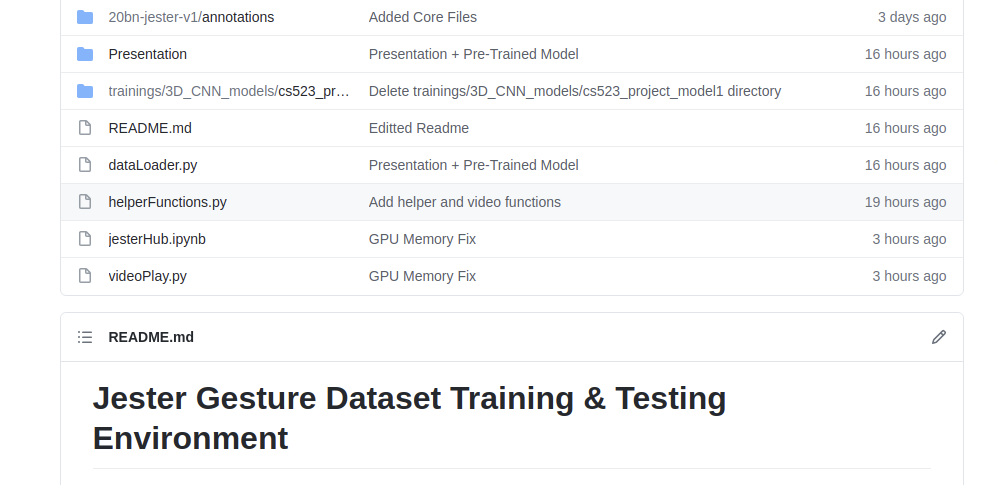 20bn-jester-v1/annotations Added Core Files 3 days ago
Presentation Presentation + Pre-Trained Model 16 hours ago
trainings/3D_CNN_models/cs523_pr… Delete trainings/3D_CNN_models/cs523_project_model1 directory 16 hours ago
README.md Editted Readme 16 hours ago
dataLoader.py Presentation + Pre-Trained Model 16 hours ago
helperFunctions.py Add helper and video functions 19 hours ago
jesterHub.ipynb GPU Memory Fix 3 hours ago
videoPlay.py GPU Memory Fix 3 hours ago
README.md
Jester Gesture Dataset Training & Testing
Environment